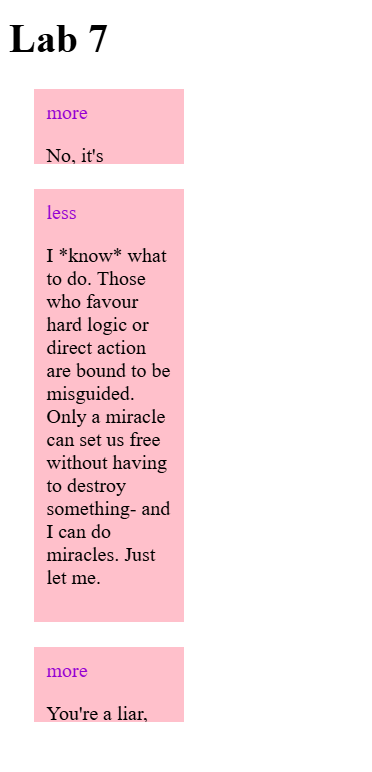 Lab 7
more
No, it's
less
I *know* what
to do. Those
who favour
hard logic or
direct action
are bound to be
misguided.
Only a miracle
can set us free
without having
to destroy
something- and
I can do
miracles. Just
let me.
more
You're a liar,